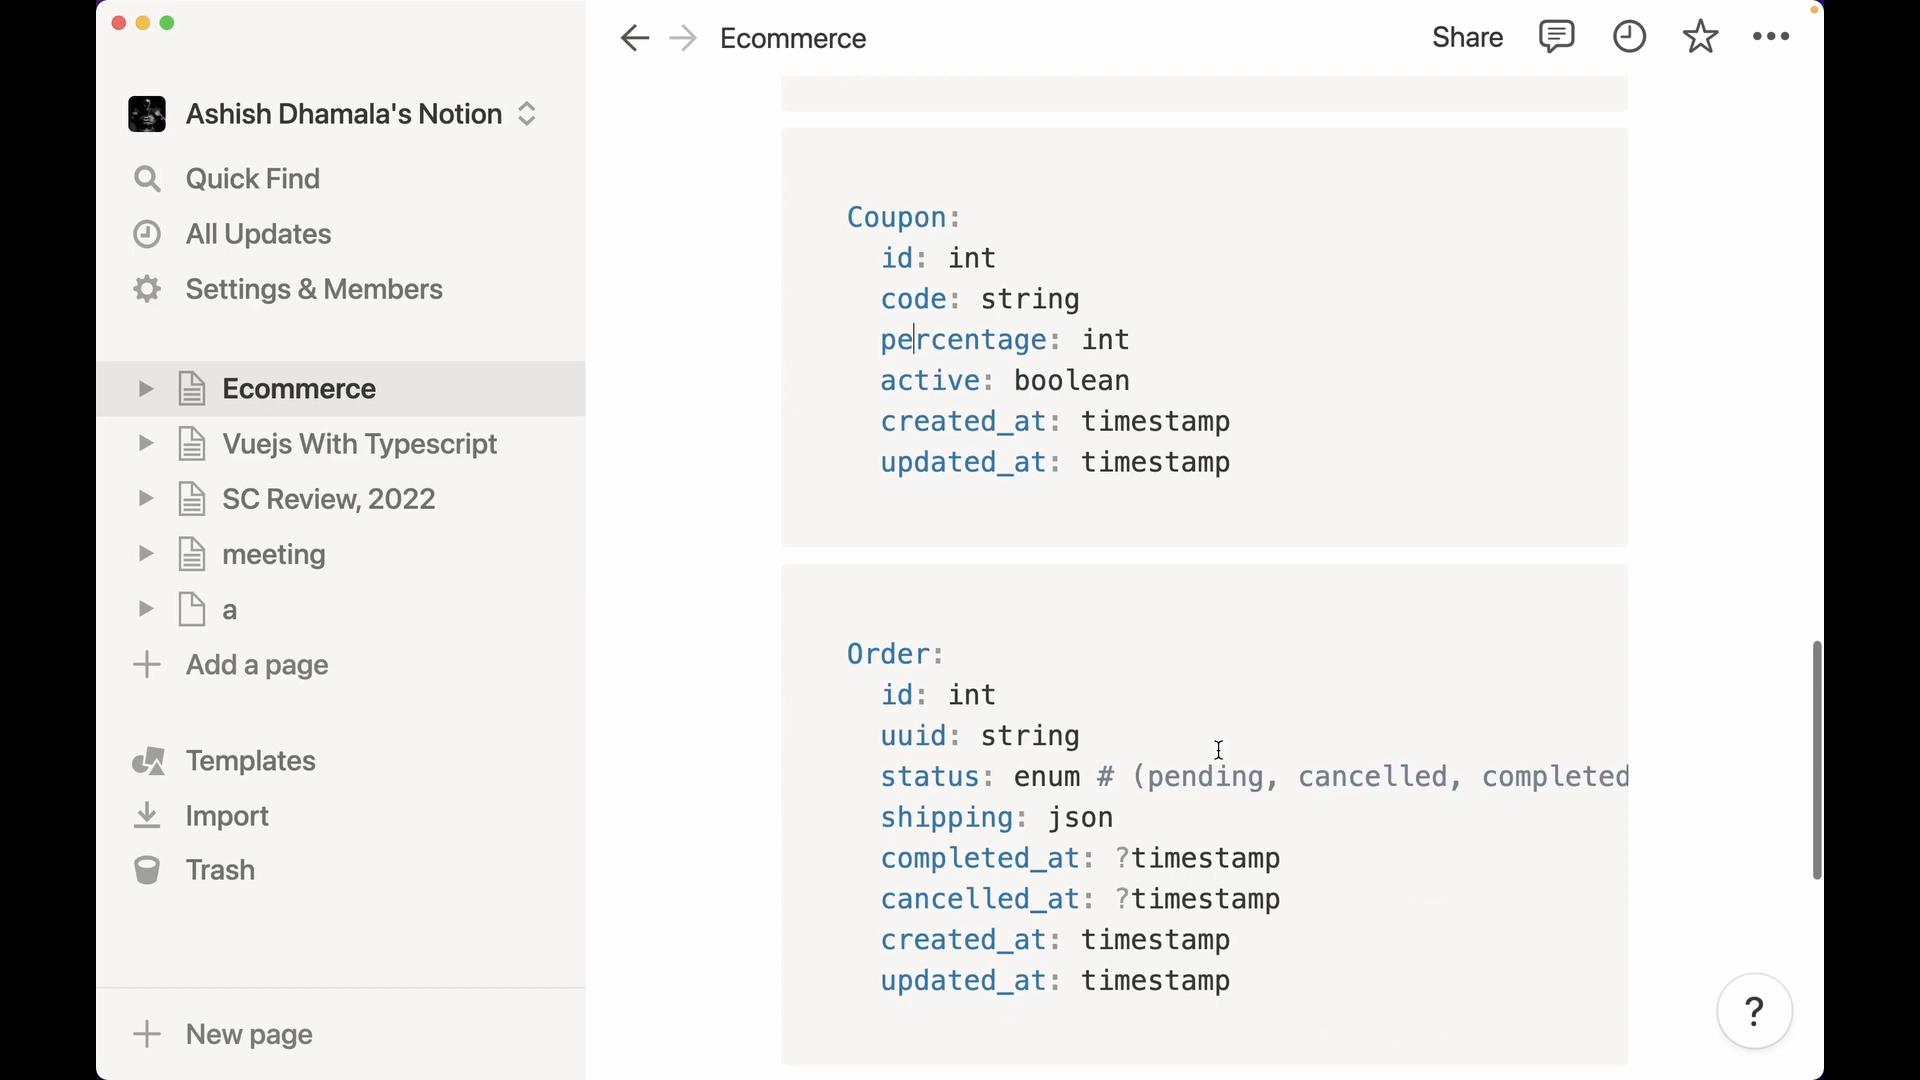 Ashish Dhamala's Notion
Quick Find
All Updates
Settings & Members
Ecommerce
Vuejs With Typescript
SC Review, 2022
meeting
a
Add a page
Templates
Import
Trash
New page
Ecommerce
Share
Coupon:
id: int
code: string
percentage: int
active: boolean
created_at: timestamp
updated_at: timestamp
Order:
id: int
uuid: string
status: enum # (pending, cancelled, completed
shipping: json
completed_at: ?timestamp
cancelled_at: ?timestamp
created_at: timestamp
updated_at: timestamp
?